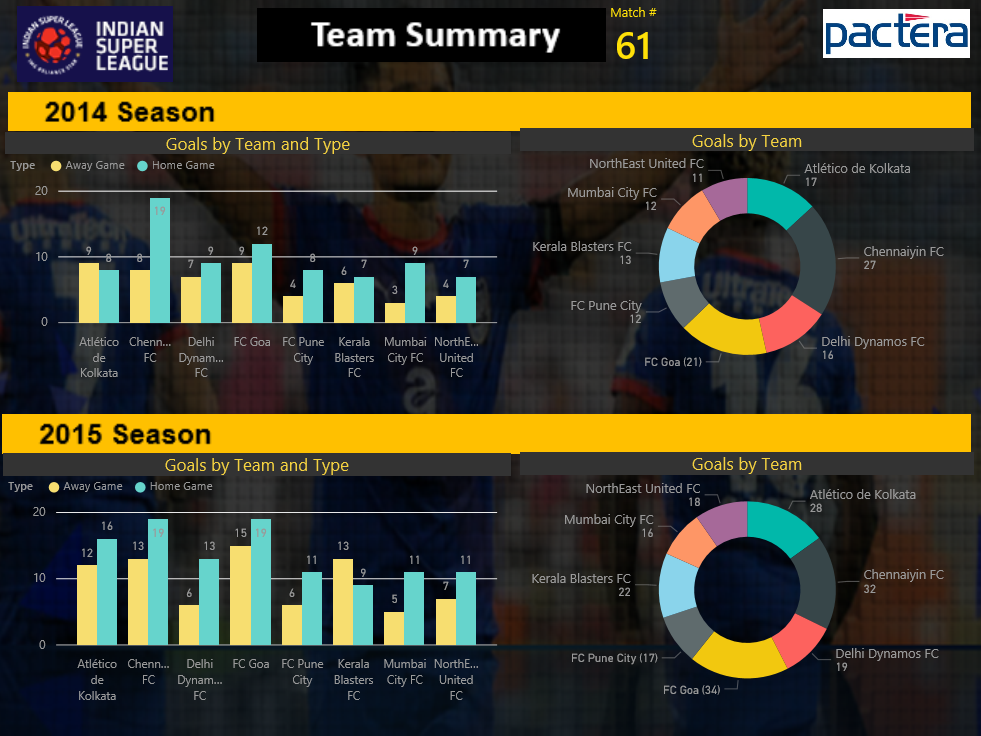 INDIAN SUPER LEAGUE
INDIAN
SUPER
LEAGUE
Team Summary
Match #
61
pactera
2014 Season
Goals by Team and Type
Type Away Game Home Game
20
10
0
9 8 8 19 7 9 9 12 4 8 6 7 3 9 4 7
Atlético de Kolkata
Chenn... FC
Delhi Dynam... FC
FC Goa
FC Pune City
Kerala Blasters FC
Mumbai City FC
NorthE... United FC
Goals by Team
NorthEast United FC
11
Atlético de Kolkata
17
Mumbai City FC
12
Kerala Blasters FC
13
Chennaiyin FC
27
FC Pune City
12
Delhi Dynamos FC
16
FC Goa (21)
2015 Season
Goals by Team and Type
Type Away Game Home Game
20
10
0
12 16 13 19 6 13 15 19 6 11 13 9 5 11 7 11
Atlético de Kolkata
Chenn... FC
Delhi Dynam... FC
FC Goa
FC Pune City
Kerala Blasters FC
Mumbai City FC
NorthE... United FC
Goals by Team
NorthEast United FC
18
Atlético de Kolkata
28
Mumbai City FC
16
Kerala Blasters FC
22
Chennaiyin FC
32
FC Pune City (17)
Delhi Dynamos FC
19
FC Goa (34)